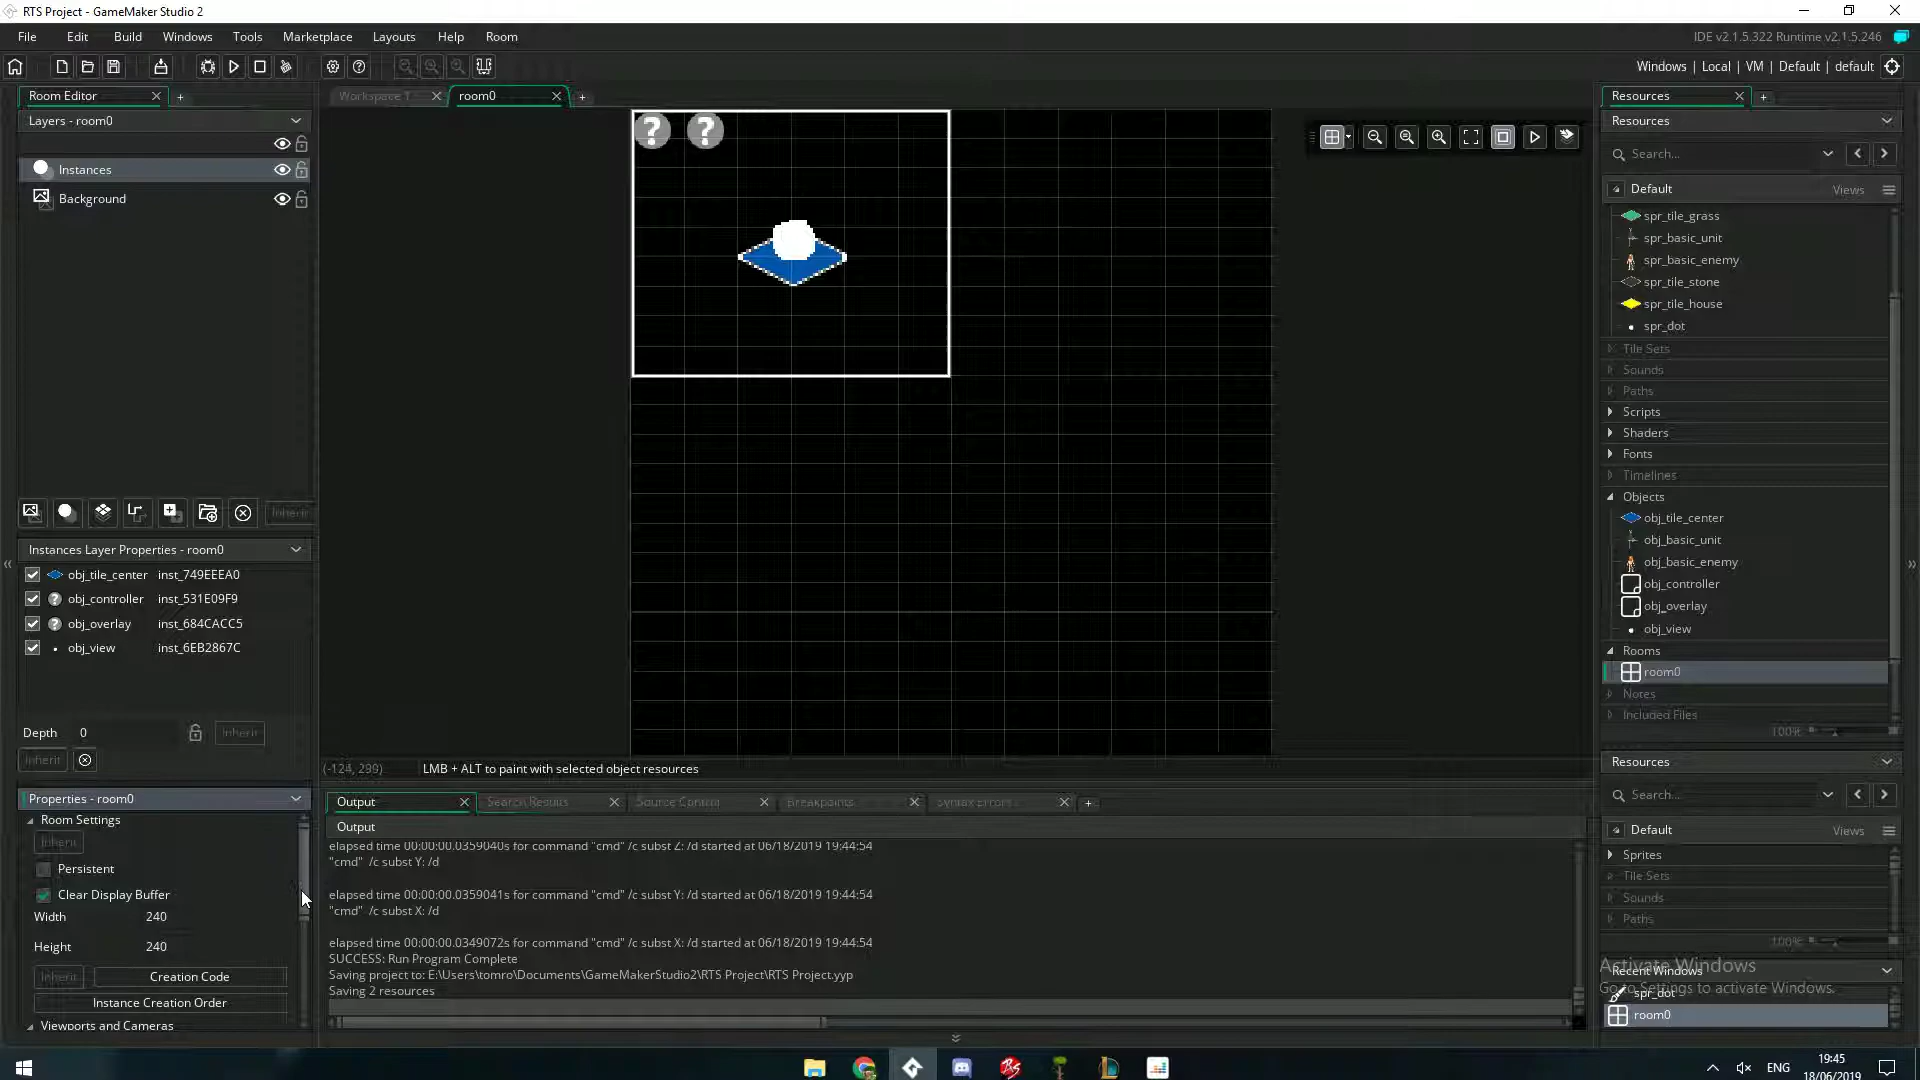 RTS Project - GameMaker Studio 2
File Edit Build Windows Tools Marketplace Layouts Help Room
IDE v2.1.5.322 Runtime v2.1.5.246
Windows | Local | VM | Default | default
Room Editor
Layers - room0
Instances
Background
Inherit
Instances Layer Properties - room0
obj_tile_center inst_749EEEA0
obj_controller inst_531E09F9
obj_overlay inst_684CACC5
obj_view inst_6EB2867C
Depth 0 Inherit
Inherit
Properties - room0
Room Settings
Inherit
Persistent
Clear Display Buffer
Width 240
Height 240
Inherit Creation Code
Instance Creation Order
Viewports and Cameras
Workspace 1 room0
? ?
(-124, 299) LMB + ALT to paint with selected object resources
Output Search Results Source Control Breakpoints Syntax Errors
Output
elapsed time 00:00:00.0359040s for command "cmd" /c subst Z: /d started at 06/18/2019 19:44:54
"cmd" /c subst Y: /d
elapsed time 00:00:00.0359041s for command "cmd" /c subst Y: /d started at 06/18/2019 19:44:54
"cmd" /c subst X: /d
elapsed time 00:00:00.0349072s for command "cmd" /c subst X: /d started at 06/18/2019 19:44:54
SUCCESS: Run Program Complete
Saving project to: E:\Users\tomro\Documents\GameMakerStudio2\RTS Project\RTS Project.yyp
Saving 2 resources
Resources
Resources
Search...
Default Views
spr_tile_grass
spr_basic_unit
spr_basic_enemy
spr_tile_stone
spr_tile_house
spr_dot
Tile Sets
Sounds
Paths
Scripts
Shaders
Fonts
Timelines
Objects
obj_tile_center
obj_basic_unit
obj_basic_enemy
obj_controller
obj_overlay
obj_view
Rooms
room0
Notes
Included Files
100%
Resources
Search...
Default Views
Sprites
Tile Sets
Sounds
Paths
100%
Activate Windows
Recent Windows
Go to Settings to activate Windows.
spr_dot
room0
ENG
19:45
18/06/2019